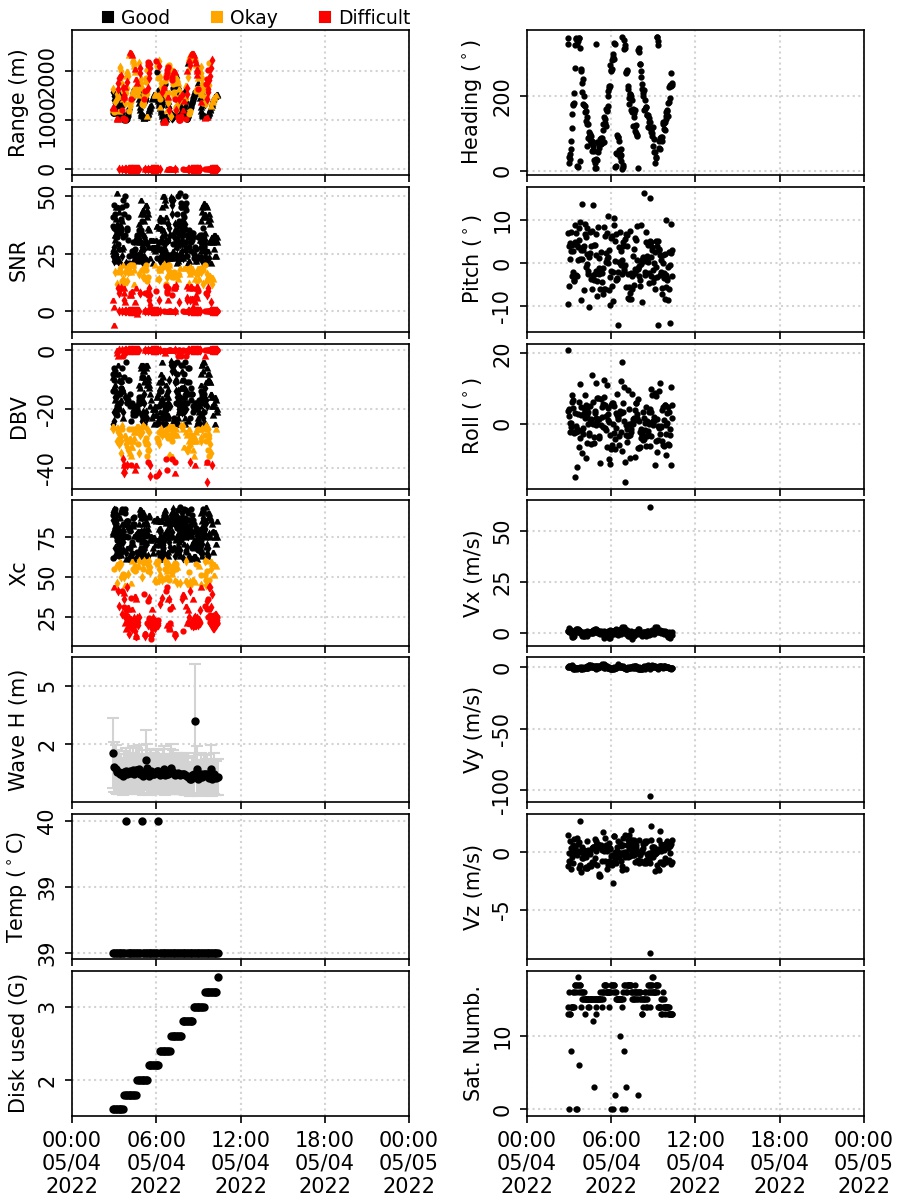 Good Okay Difficult
Range (m)
0
1000
2000
SNR
0
25
50
DBV
-40
-20
0
Xc
25
50
75
Wave H (m)
2
5
Temp (°C)
39
39
40
Disk used (G)
2
3
00:00 06:00 12:00 18:00 00:00
05/04 05/04 05/04 05/04 05/05
2022 2022 2022 2022 2022
Heading (°)
0
200
Pitch (°)
-10
0
10
Roll (°)
0
20
Vx (m/s)
0
25
50
Vy (m/s)
-100
-50
0
Vz (m/s)
-5
0
Sat. Numb.
0
10
00:00 06:00 12:00 18:00 00:00
05/04 05/04 05/04 05/04 05/05
2022 2022 2022 2022 2022